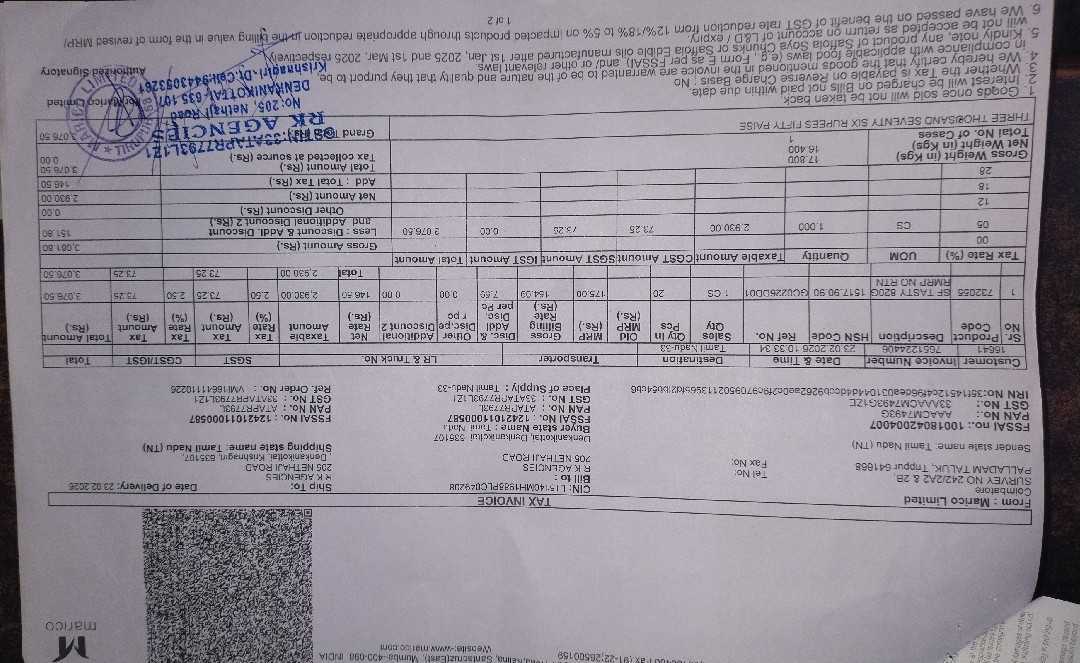 marico
Website:-www.marico.com
TAX INVOICE
From : Marico Limited
Coimbatore
SURVEY NO 242/2A2 & 2B
PALLADAM TALUK, Tiruppur 641668
Sender state name: Tamil Nadu (TN)
FSSAI no.: 10018042004007
PAN No.: AAACM7493G
GST No.: 33AAACM7493G1ZE
Tel No:
Fax No:
CIN: L15140MH1988PLC049208
Bill to :
R K AGENCIES
205 NETHAJI ROAD
Denkanikottai, Denkanikottai, 635107
Buyer state Name : Tamil Nadu
FSSAI No. : 12421011000587
PAN No. : ATAPR7793L
GST No. : 33ATAPR7793L1Z1
Place of Supply : Tamil Nadu-33
Ship To: Date of Delivery: 23.02.2026
R K AGENCIES
205 NETHAJI ROAD
Denkanikottai, Krishnagiri, 635107,
Shipping state name: Tamil Nadu (TN)
FSSAI No. : 12421011000587
PAN No. : ATAPR7793L
GST No. : 33ATAPR7793L1Z1
Customer Invoice Number Date & Time Destination Transporter LR & Truck No. SGST CGST/IGST Total
11641 7651224406 23.02.2026 10.33.34 Tamil Nadu-33
Sr. No Product Code Description HSN Code Ref No. Sales Qty Qty In Pcs Old MRP (Rs.) MRP (Rs.) Gross Billing Rate (Rs.) Disc. & Addl Disc. per Pc Other Disc.pe r pc Additional Discount 2 Net Rate (Rs.) Taxable Amount Tax Rate (%) Tax Amount (Rs.) Tax Rate (%) Tax Amount (Rs.) Total Amount (Rs.)
1 732055 SF TASTY 820G 1517.90.90 1 CS 20 175.00 154.09 7.59 0.00 0.00 146.50 2,930.00 2.50 73.25 2.50 73.25 3,076.50
RMRP NO RTN
Total 2,930.00 73.25 73.25 3,076.50
Tax Rate (%) UOM Quantity Taxable Amount CGST Amount SGST Amount IGST Amount Total Amount
00
05 CS 1.000 2,930.00 73.25 73.25 0.00 3,076.50
12
18
28
Gross Amount (Rs.) 3,081.80
Less : Discount & Addl. Discount and Additional Discount 2 (Rs.) 151.80
Other Discount (Rs.) 0.00
Net Amount (Rs.) 2,930.00
Add : Total Tax (Rs.) 146.50
Total Amount (Rs.) 3,076.50
Tax collected at source (Rs.) 0.00
Grand 3,076.50
Gross Weight (in Kgs) 17.800
Net Weight (in Kgs) 16.400
Total No. of Cases 1
THREE THOUSAND SEVENTY SIX RUPEES FIFTY PAISE
1 Goods once sold will not be taken back.
2 Interest will be charged on Bills not paid within due date.
3 Whether the Tax is payable on Reverse Charge Basis : No
4 We hereby certify that the goods mentioned in the invoice are warranted to be of the nature and quality that they purport to be, in compliance with applicable food laws (e.g., Form E as per FSSAI) and/ or other relevant laws
5. Kindly note, any product of Saffola Soya Chunks or Saffola Edible oils manufactured after 1st Jan, 2025 and 1st Mar, 2025 respectively will not be accepted as return on account of L&D / expiry.
6. We have passed on the benefit of GST rate reduction from 12%/18% to 5% on impacted products through appropriate reduction in the billing value in the form of revised MRP/
For Marico Limited
Authorized Signatory
GSTIN: 33ATAPR7793L1Z1
RK AGENCIES
No:205, Nethaji Road
DENKANIKOTTAI-635 107
Krishnagiri-Dt.
1 of 2